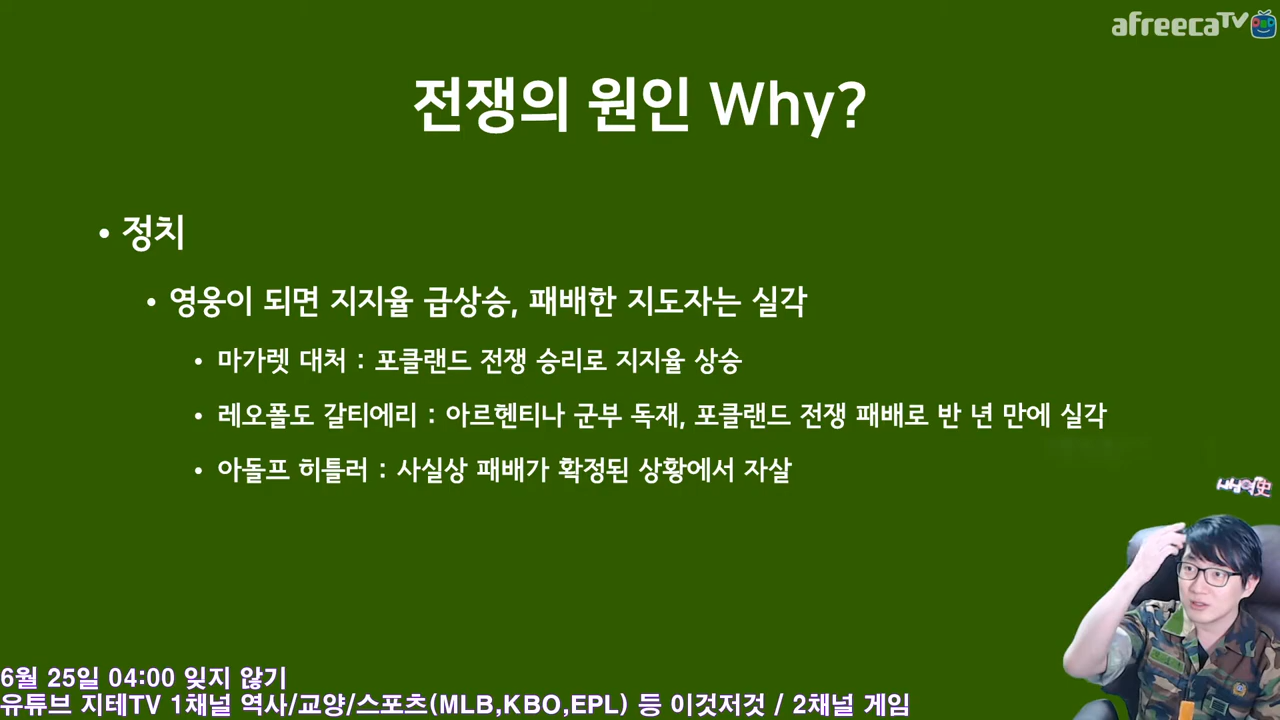 afreecaTV
전쟁의 원인 Why?
• 정치
• 영웅이 되면 지지율 급상승, 패배한 지도자는 실각
• 마가렛 대처 : 포클랜드 전쟁 승리로 지지율 상승
• 레오폴도 갈티에리 : 아르헨티나 군부 독재, 포클랜드 전쟁 패배로 반 년 만에 실각
• 아돌프 히틀러 : 사실상 패배가 확정된 상황에서 자살
6월 25일 04:00 잊지 않기
유튜브 지테TV 1채널 역사/교양/스포츠(MLB,KBO,EPL) 등 이것저것 / 2채널 게임